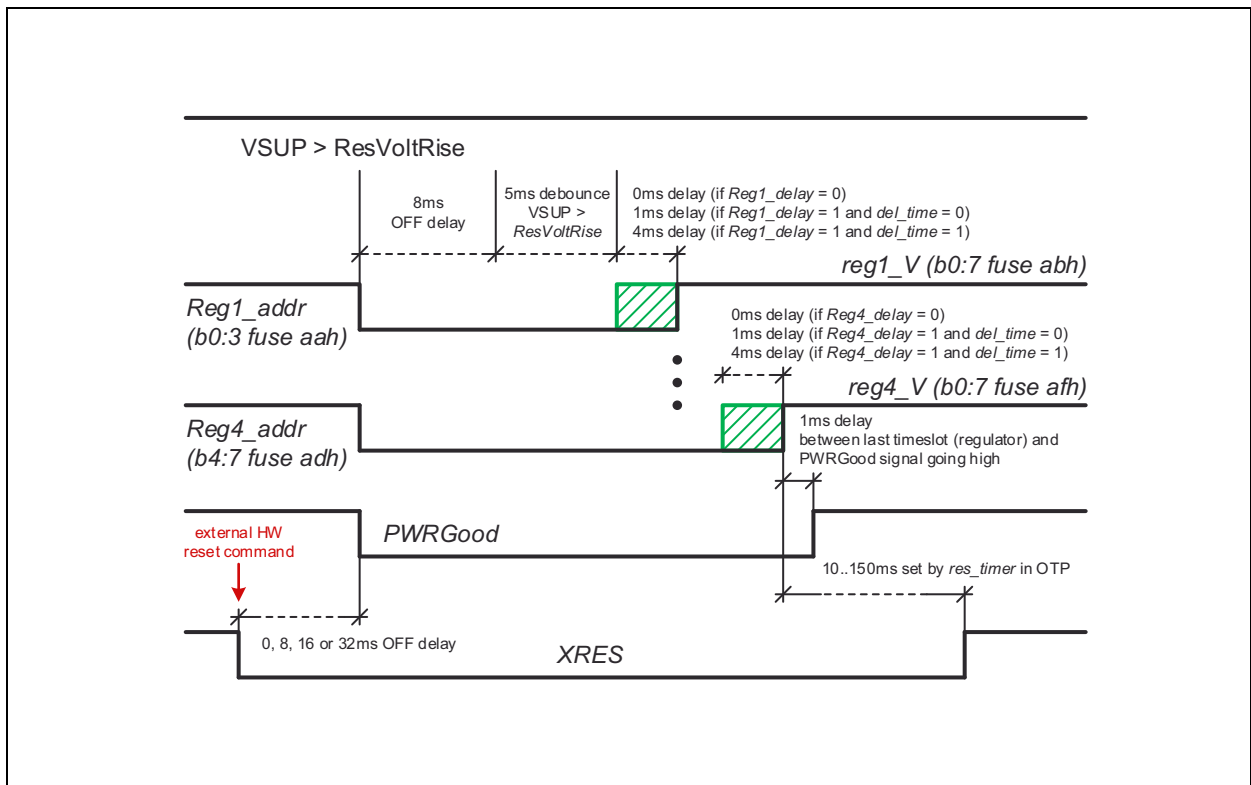 VSUP > ResVoltRise
8ms
OFF delay
5ms debounce
VSUP >
ResVoltRise
0ms delay (if Reg1_delay = 0)
1ms delay (if Reg1_delay = 1 and del_time = 0)
4ms delay (if Reg1_delay = 1 and del_time = 1)
reg1_V (b0:7 fuse abh)
Reg1_addr
(b0:3 fuse aah)
0ms delay (if Reg4_delay = 0)
1ms delay (if Reg4_delay = 1 and del_time = 0)
4ms delay (if Reg4_delay = 1 and del_time = 1)
reg4_V (b0:7 fuse afh)
Reg4_addr
(b4:7 fuse adh)
1ms delay
between last timeslot (regulator) and
PWRGood signal going high
PWRGood
external HW
reset command
10..150ms set by res_timer in OTP
0, 8, 16 or 32ms OFF delay
XRES